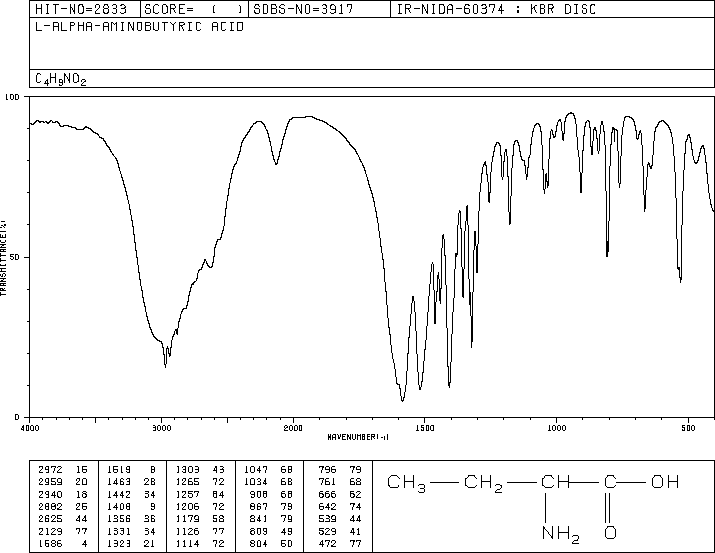 HIT-NO=2833 SCORE= ( ) SDBS-NO=3917 IR-NIDA-60374 : KBR DISC
L-ALPHA-AMINOBUTYRIC ACID
C4H9NO2
100
50
0
TRANSMITTANCE(%)
4000 3000 2000 1500 1000 500
WAVENUMBER(-1)
2972 15 1519 8 1303 43 1047 68 796 79
2959 20 1463 28 1265 72 1034 68 761 68
2940 18 1442 34 1257 64 908 68 666 62
2882 26 1408 9 1206 72 867 79 642 74
2625 44 1356 36 1179 58 841 79 539 44
2129 77 1331 34 1126 77 809 49 529 41
1586 4 1323 21 1114 72 804 60 472 77
CH3 CH2 CH C OH
NH2 O